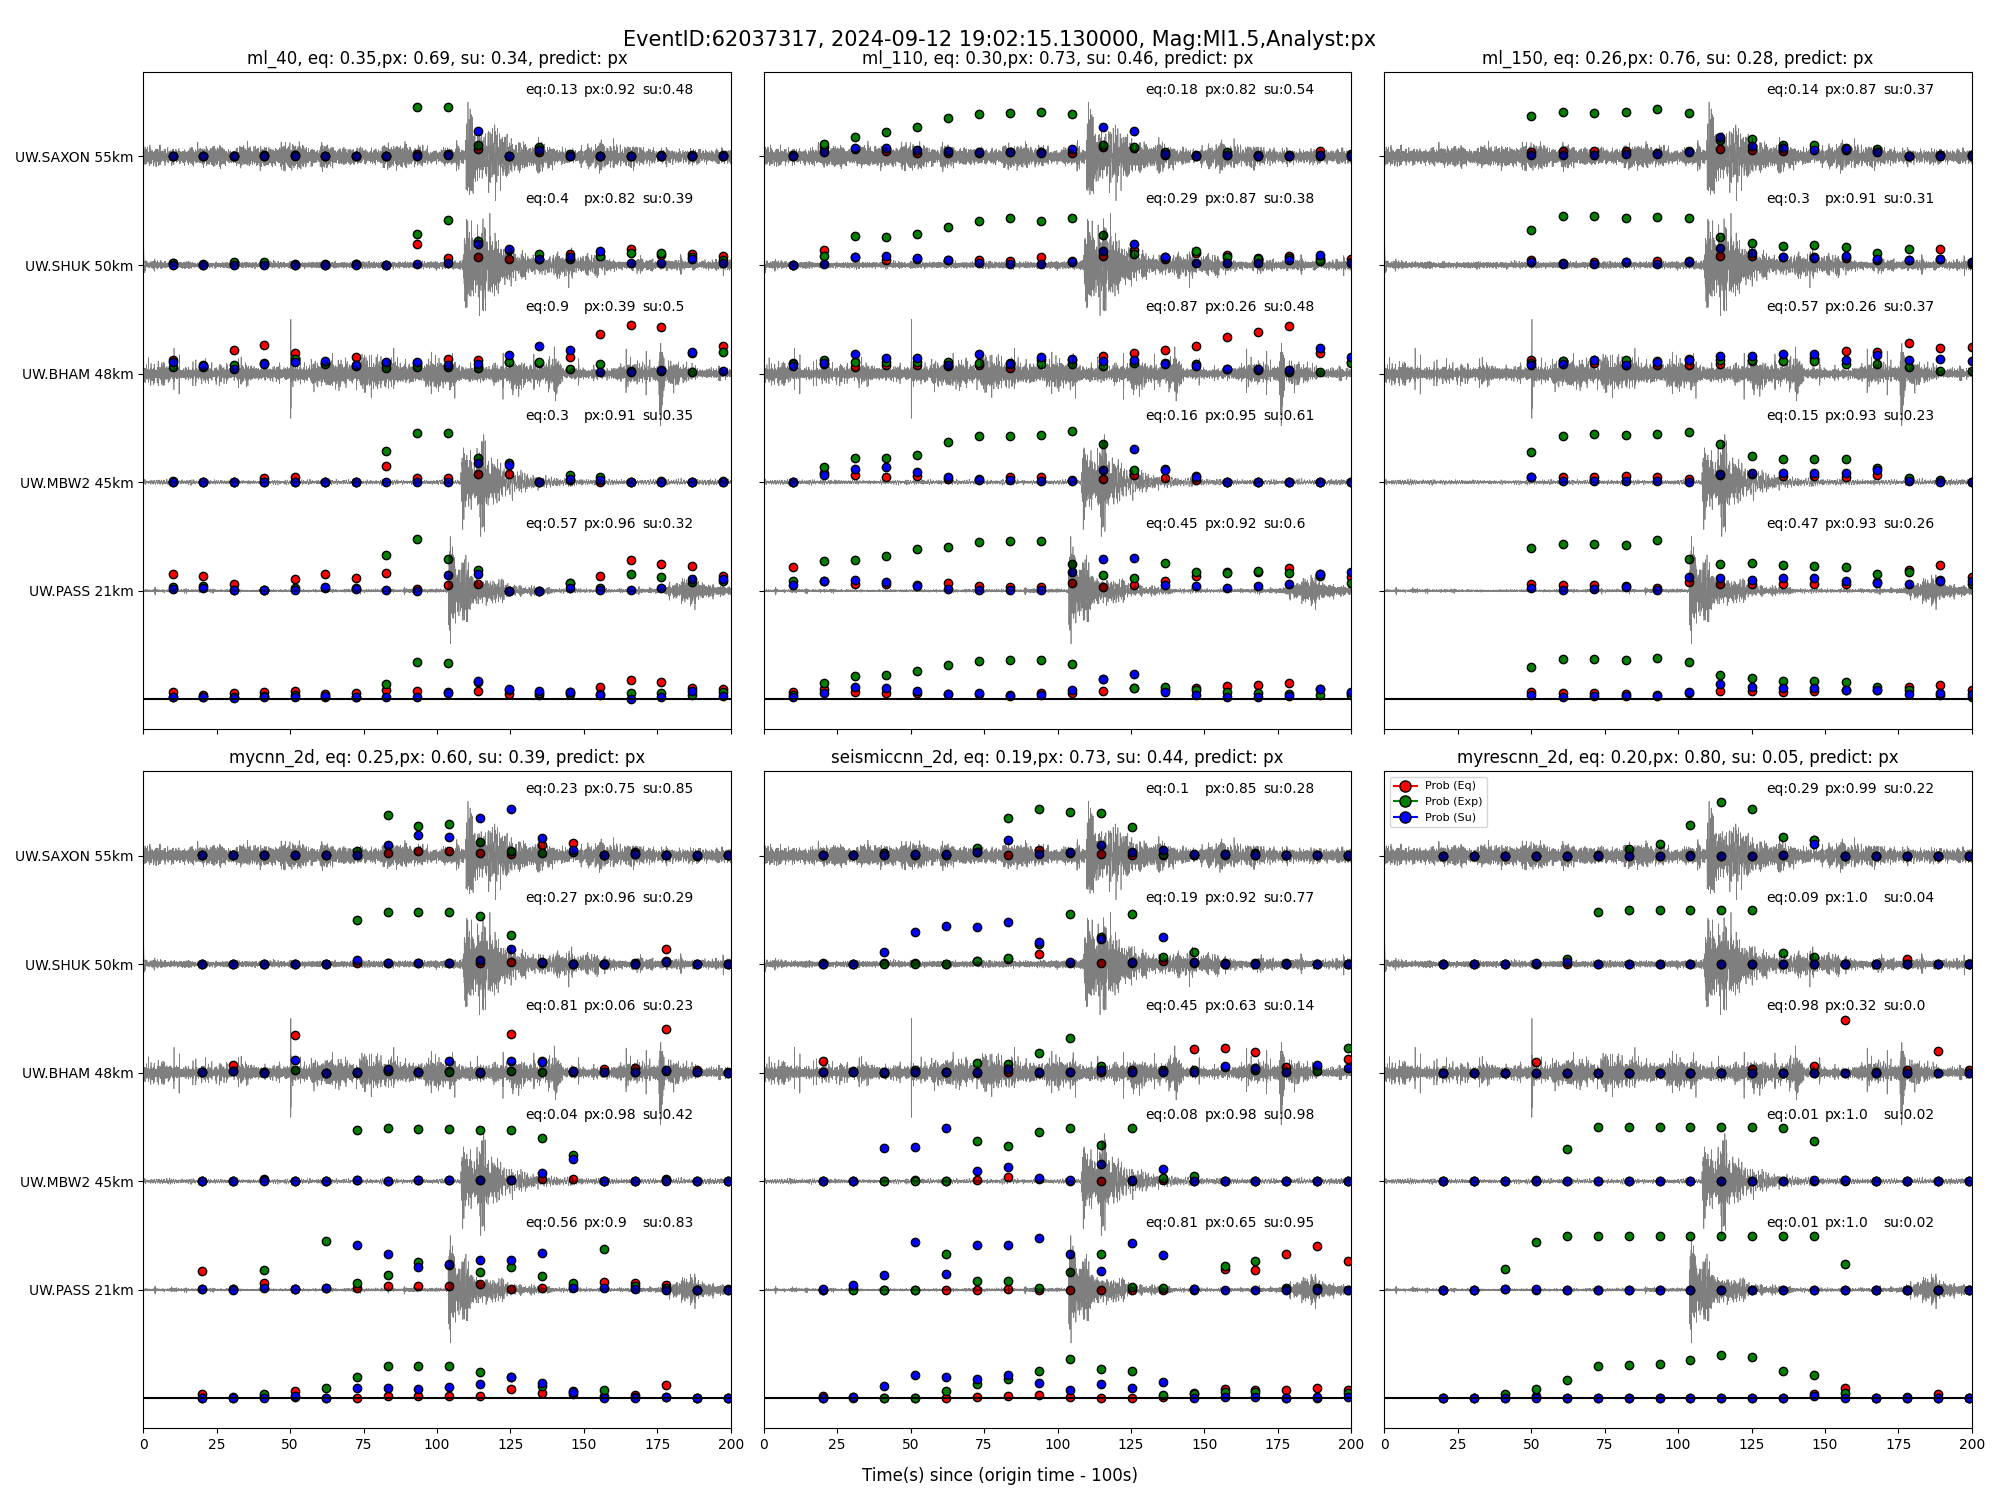 EventID:62037317, 2024-09-12 19:02:15.130000, Mag:Ml1.5,Analyst:px
ml_40, eq: 0.35,px: 0.69, su: 0.34, predict: px
eq:0.13 px:0.92 su:0.48
UW.SAXON 55km
eq:0.4 px:0.82 su:0.39
UW.SHUK 50km
eq:0.9 px:0.39 su:0.5
UW.BHAM 48km
eq:0.3 px:0.91 su:0.35
UW.MBW2 45km
eq:0.57 px:0.96 su:0.32
UW.PASS 21km
ml_110, eq: 0.30,px: 0.73, su: 0.46, predict: px
eq:0.18 px:0.82 su:0.54
eq:0.29 px:0.87 su:0.38
eq:0.87 px:0.26 su:0.48
eq:0.16 px:0.95 su:0.61
eq:0.45 px:0.92 su:0.6
ml_150, eq: 0.26,px: 0.76, su: 0.28, predict: px
eq:0.14 px:0.87 su:0.37
eq:0.3 px:0.91 su:0.31
eq:0.57 px:0.26 su:0.37
eq:0.15 px:0.93 su:0.23
eq:0.47 px:0.93 su:0.26
mycnn_2d, eq: 0.25,px: 0.60, su: 0.39, predict: px
eq:0.23 px:0.75 su:0.85
UW.SAXON 55km
eq:0.27 px:0.96 su:0.29
UW.SHUK 50km
eq:0.81 px:0.06 su:0.23
UW.BHAM 48km
eq:0.04 px:0.98 su:0.42
UW.MBW2 45km
eq:0.56 px:0.9 su:0.83
UW.PASS 21km
0 25 50 75 100 125 150 175 200
seismiccnn_2d, eq: 0.19,px: 0.73, su: 0.44, predict: px
eq:0.1 px:0.85 su:0.28
eq:0.19 px:0.92 su:0.77
eq:0.45 px:0.63 su:0.14
eq:0.08 px:0.98 su:0.98
eq:0.81 px:0.65 su:0.95
0 25 50 75 100 125 150 175 200
myrescnn_2d, eq: 0.20,px: 0.80, su: 0.05, predict: px
Prob (Eq)
Prob (Exp)
Prob (Su)
eq:0.29 px:0.99 su:0.22
eq:0.09 px:1.0 su:0.04
eq:0.98 px:0.32 su:0.0
eq:0.01 px:1.0 su:0.02
eq:0.01 px:1.0 su:0.02
0 25 50 75 100 125 150 175 200
Time(s) since (origin time - 100s)